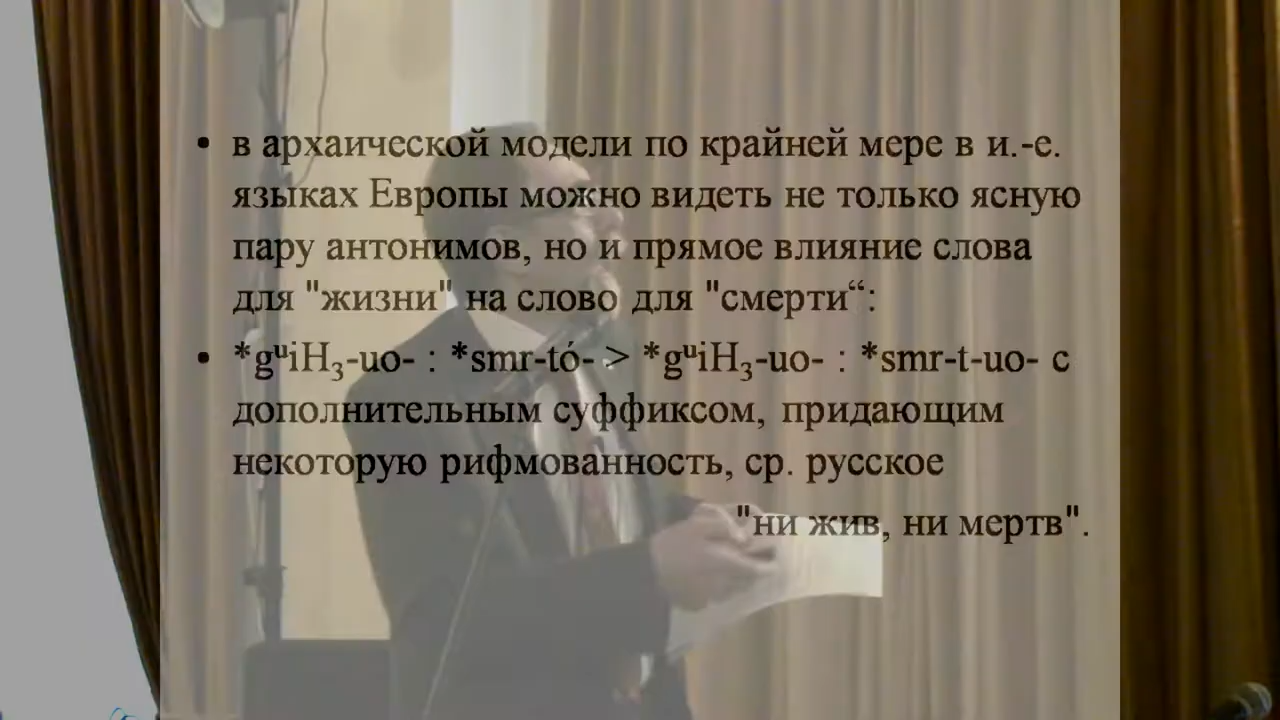 • в архаической модели по крайней мере в и.-е.
языках Европы можно видеть не только ясную
пару антонимов, но и прямое влияние слова
для "жизни" на слово для "смерти“:
• *gᶶiH₃-uo- : *smr-tó- > *gᶶiH₃-uo- : *smr-t-uo- с
дополнительным суффиксом, придающим
некоторую рифмованность, ср. русское
"ни жив, ни мертв".